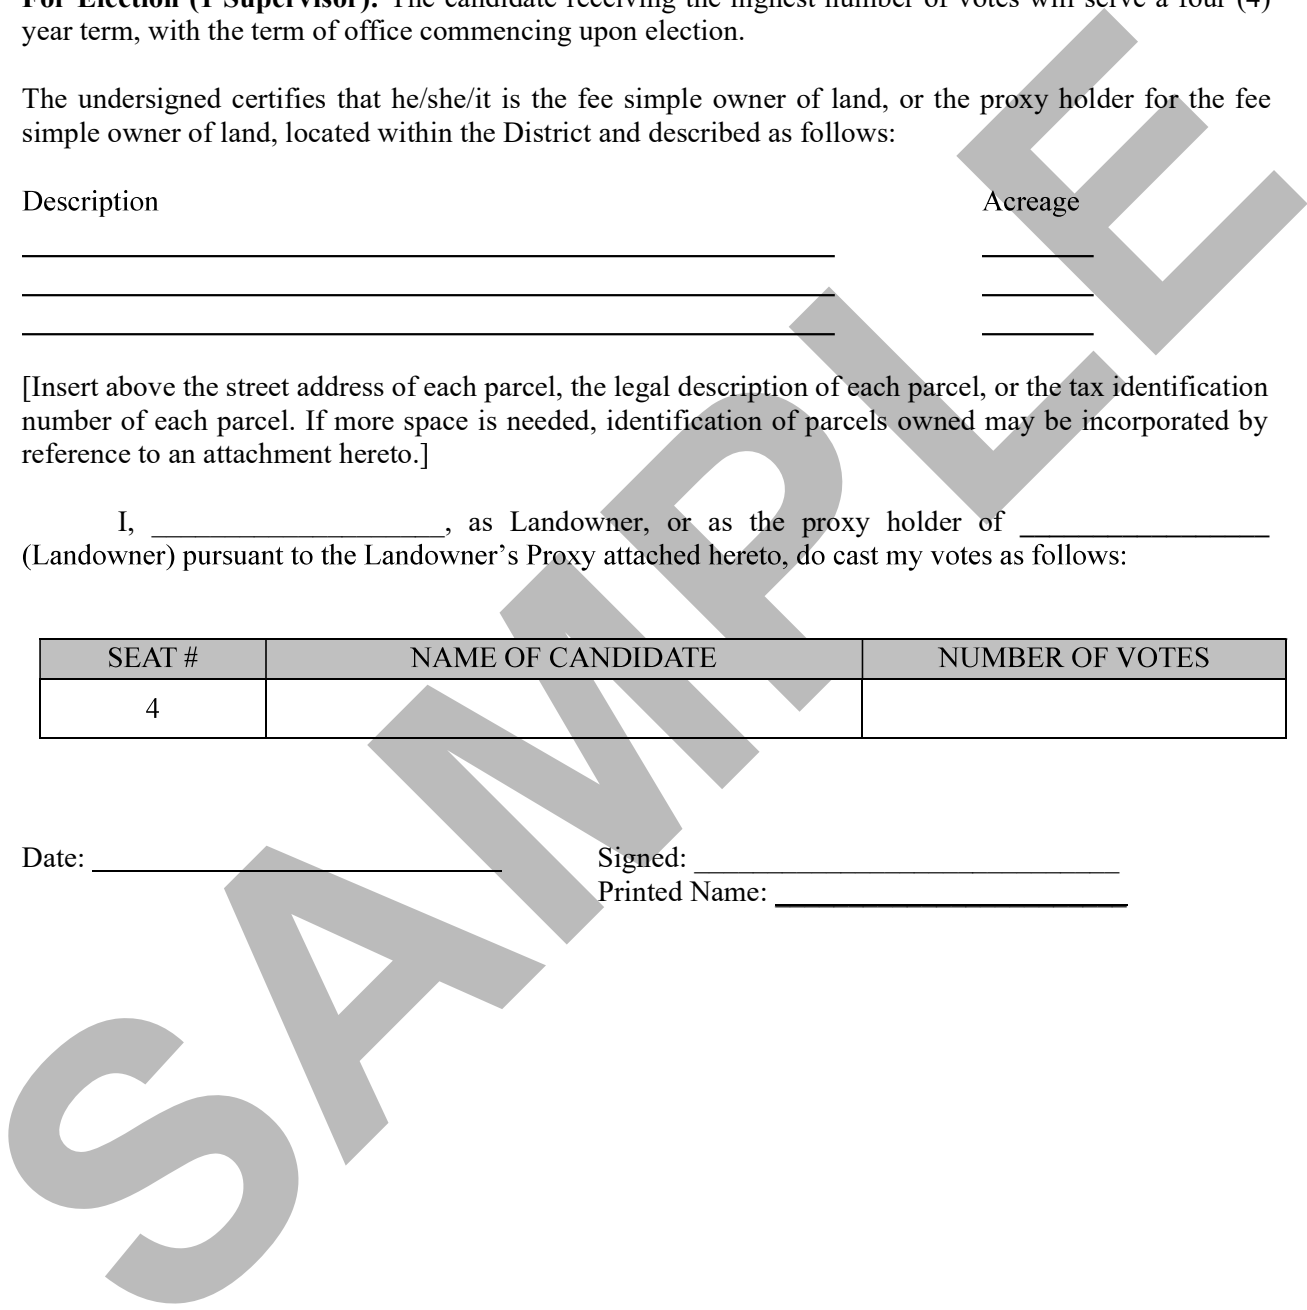 For Election (1 Supervisor): The candidate receiving the highest number of votes will serve a four (4)
year term, with the term of office commencing upon election.
The undersigned certifies that he/she/it is the fee simple owner of land, or the proxy holder for the fee
simple owner of land, located within the District and described as follows:
Description Acreage
[Insert above the street address of each parcel, the legal description of each parcel, or the tax identification
number of each parcel. If more space is needed, identification of parcels owned may be incorporated by
reference to an attachment hereto.]
I, ____________________, as Landowner, or as the proxy holder of _________________
(Landowner) pursuant to the Landowner’s Proxy attached hereto, do cast my votes as follows:
SEAT # NAME OF CANDIDATE NUMBER OF VOTES
4
Date: ____________________________ Signed: _____________________________
Printed Name: ________________________
SAMPLE